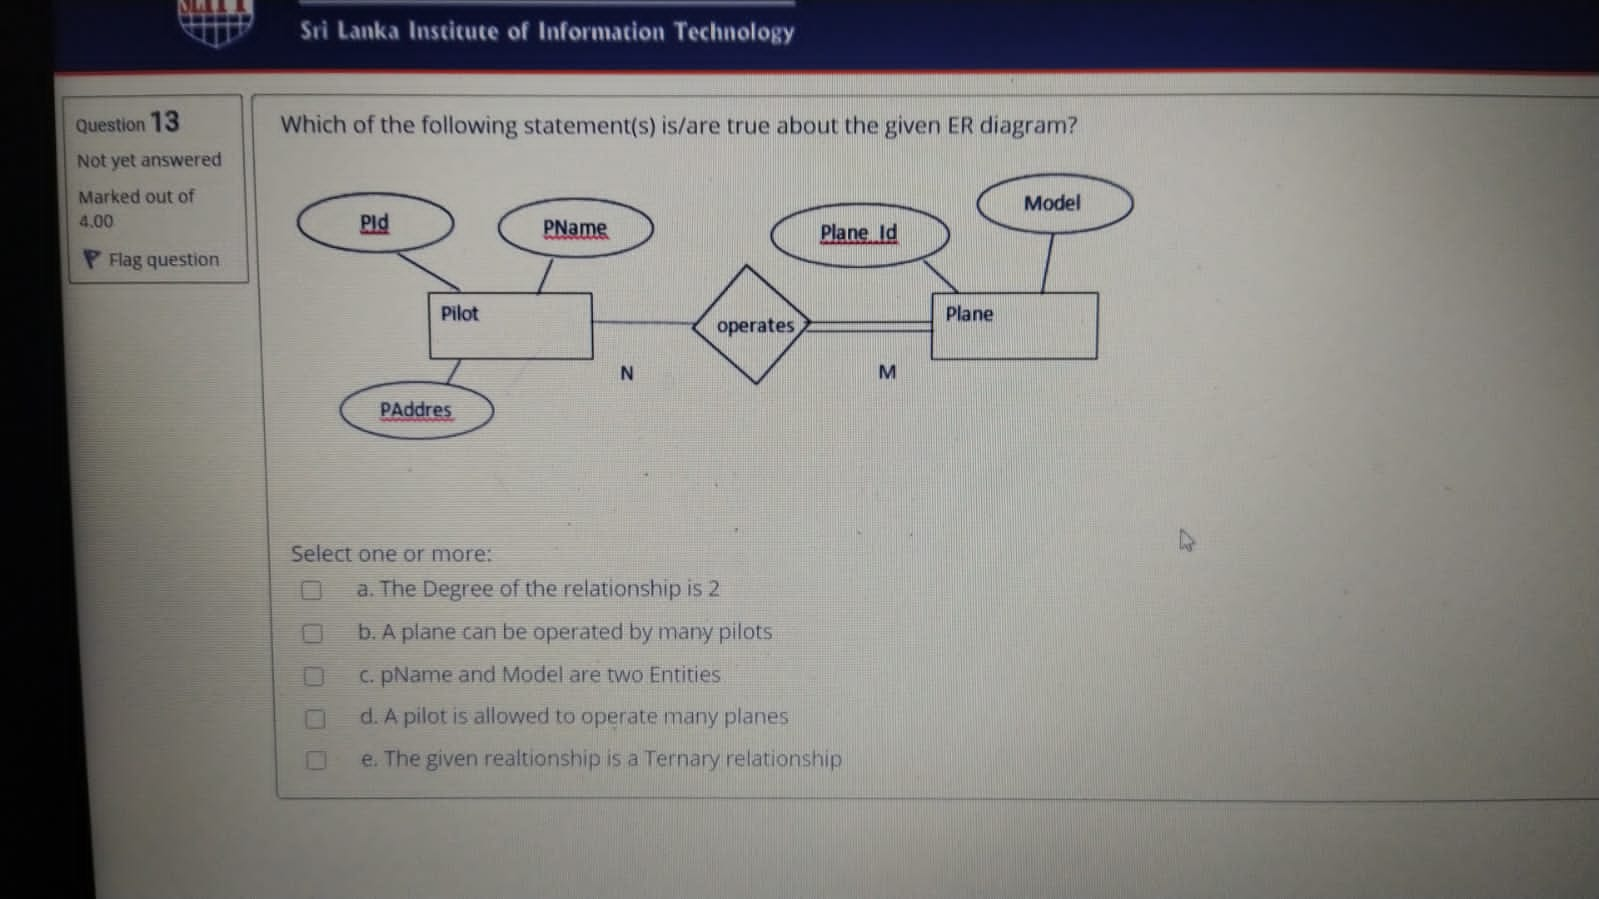 SLIIT
Sri Lanka Institute of Information Technology
Question 13
Not yet answered
Marked out of
4.00
Flag question
Which of the following statement(s) is/are true about the given ER diagram?
PId
PName
Plane_Id
Model
Pilot
operates
Plane
N
M
PAddres
Select one or more:
a. The Degree of the relationship is 2
b. A plane can be operated by many pilots
c. pName and Model are two Entities
d. A pilot is allowed to operate many planes
e. The given realtionship is a Ternary relationship